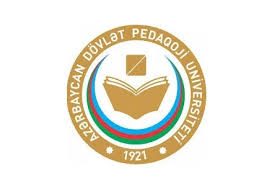 AZƏRBAYCAN DÖVLƏT PEDAQOJİ UNİVERSİTETİ
1921